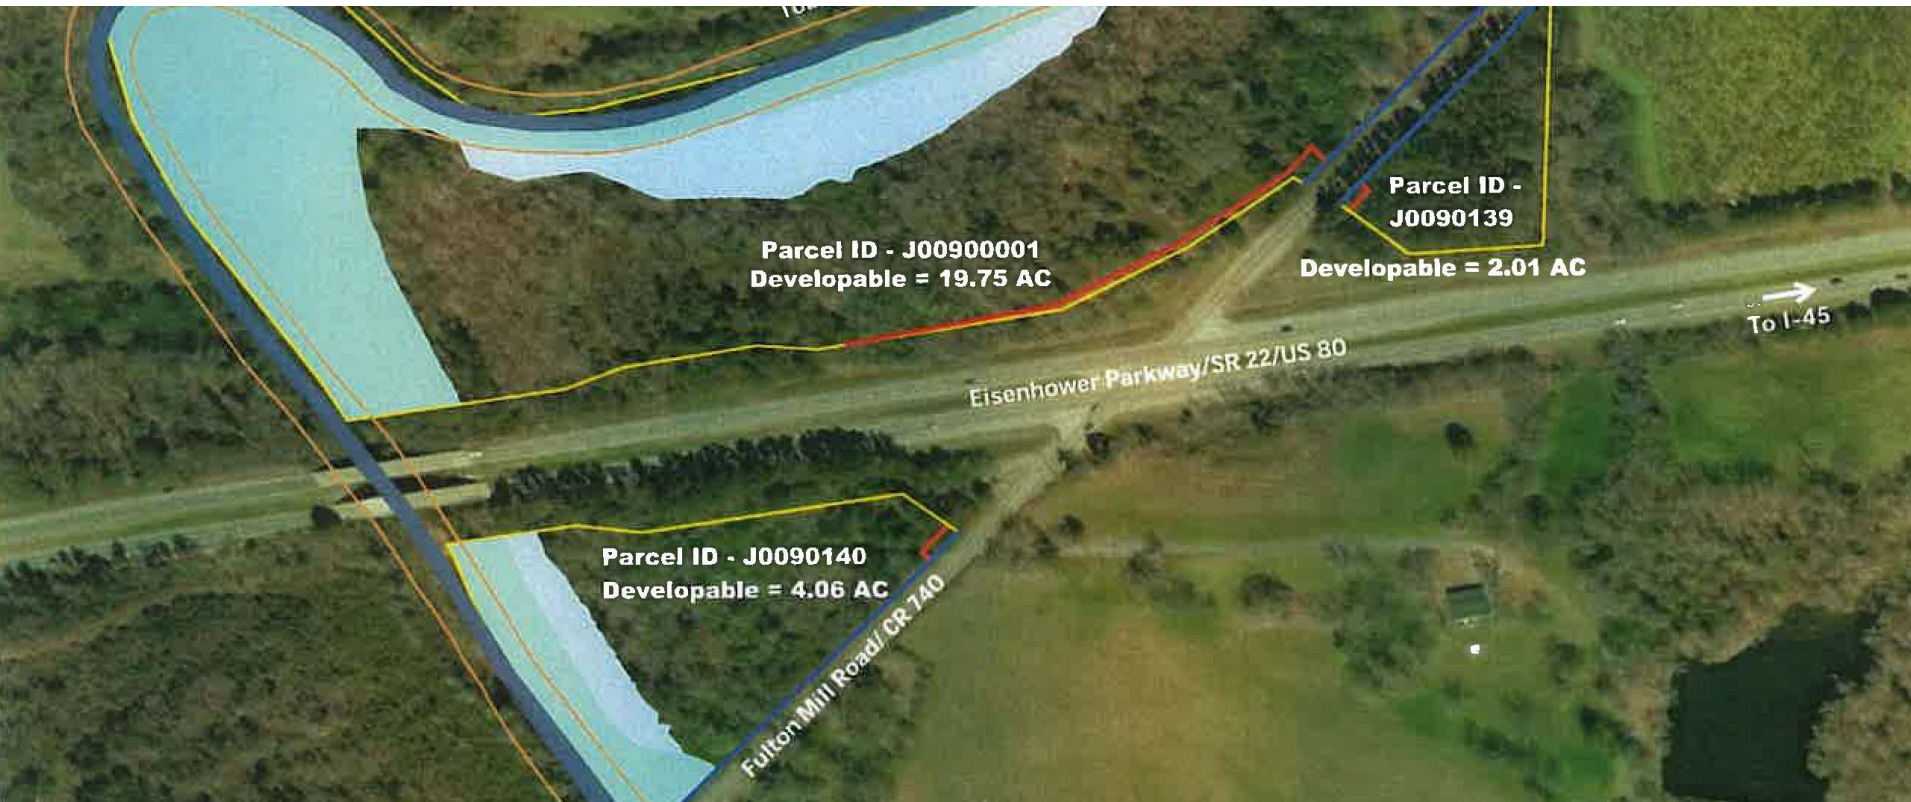 Parcel ID -
J0090139
Parcel ID - J00900001
Developable = 19.75 AC
Developable = 2.01 AC
To I-45
Eisenhower Parkway/SR 22/US 80
Parcel ID - J0090140
Developable = 4.06 AC
Fulton Mill Road/ CR 740